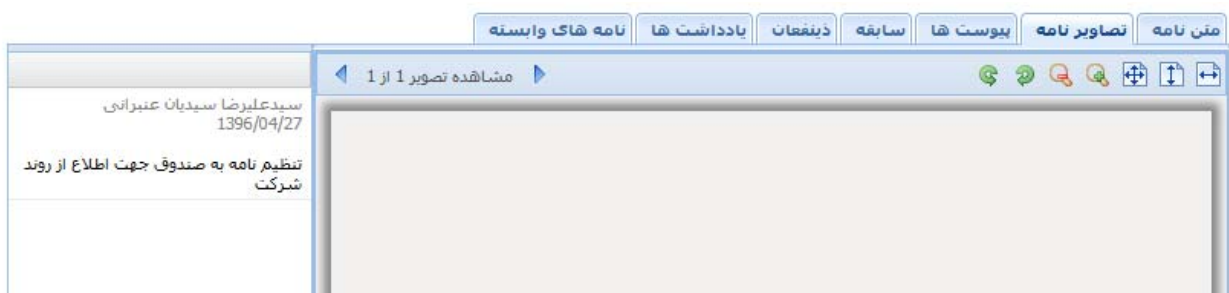 متن نامه
تصاویر نامه
پیوست ها
سابقه
ذینفعان
یادداشت ها
نامه های وابسته
مشاهده تصویر 1 از 1
سیدعلیرضا سیدیان عنبرانی
1396/04/27
تنظیم نامه به صندوق جهت اطلاع از روند
شرکت